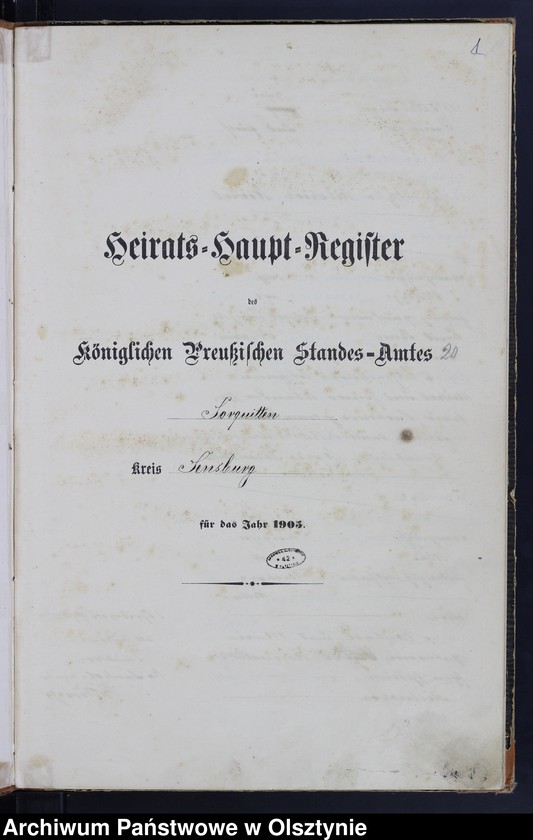 1
Heirats-Haupt-Register
des
Königlichen Preußischen Standes-Amtes 20
Sorquitten
Kreis Sensburg
für das Jahr 1905.
* 42 *
Archiwum Państwowe w Olsztynie